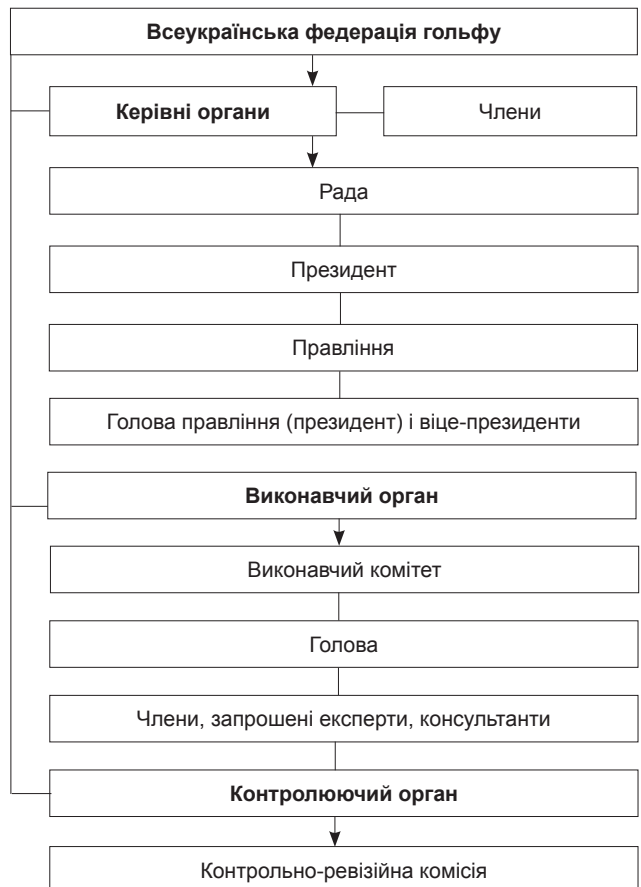 Всеукраїнська федерація гольфу
Керівні органи
Члени
Рада
Президент
Правління
Голова правління (президент) і віце-президенти
Виконавчий орган
Виконавчий комітет
Голова
Члени, запрошені експерти, консультанти
Контролюючий орган
Контрольно-ревізійна комісія